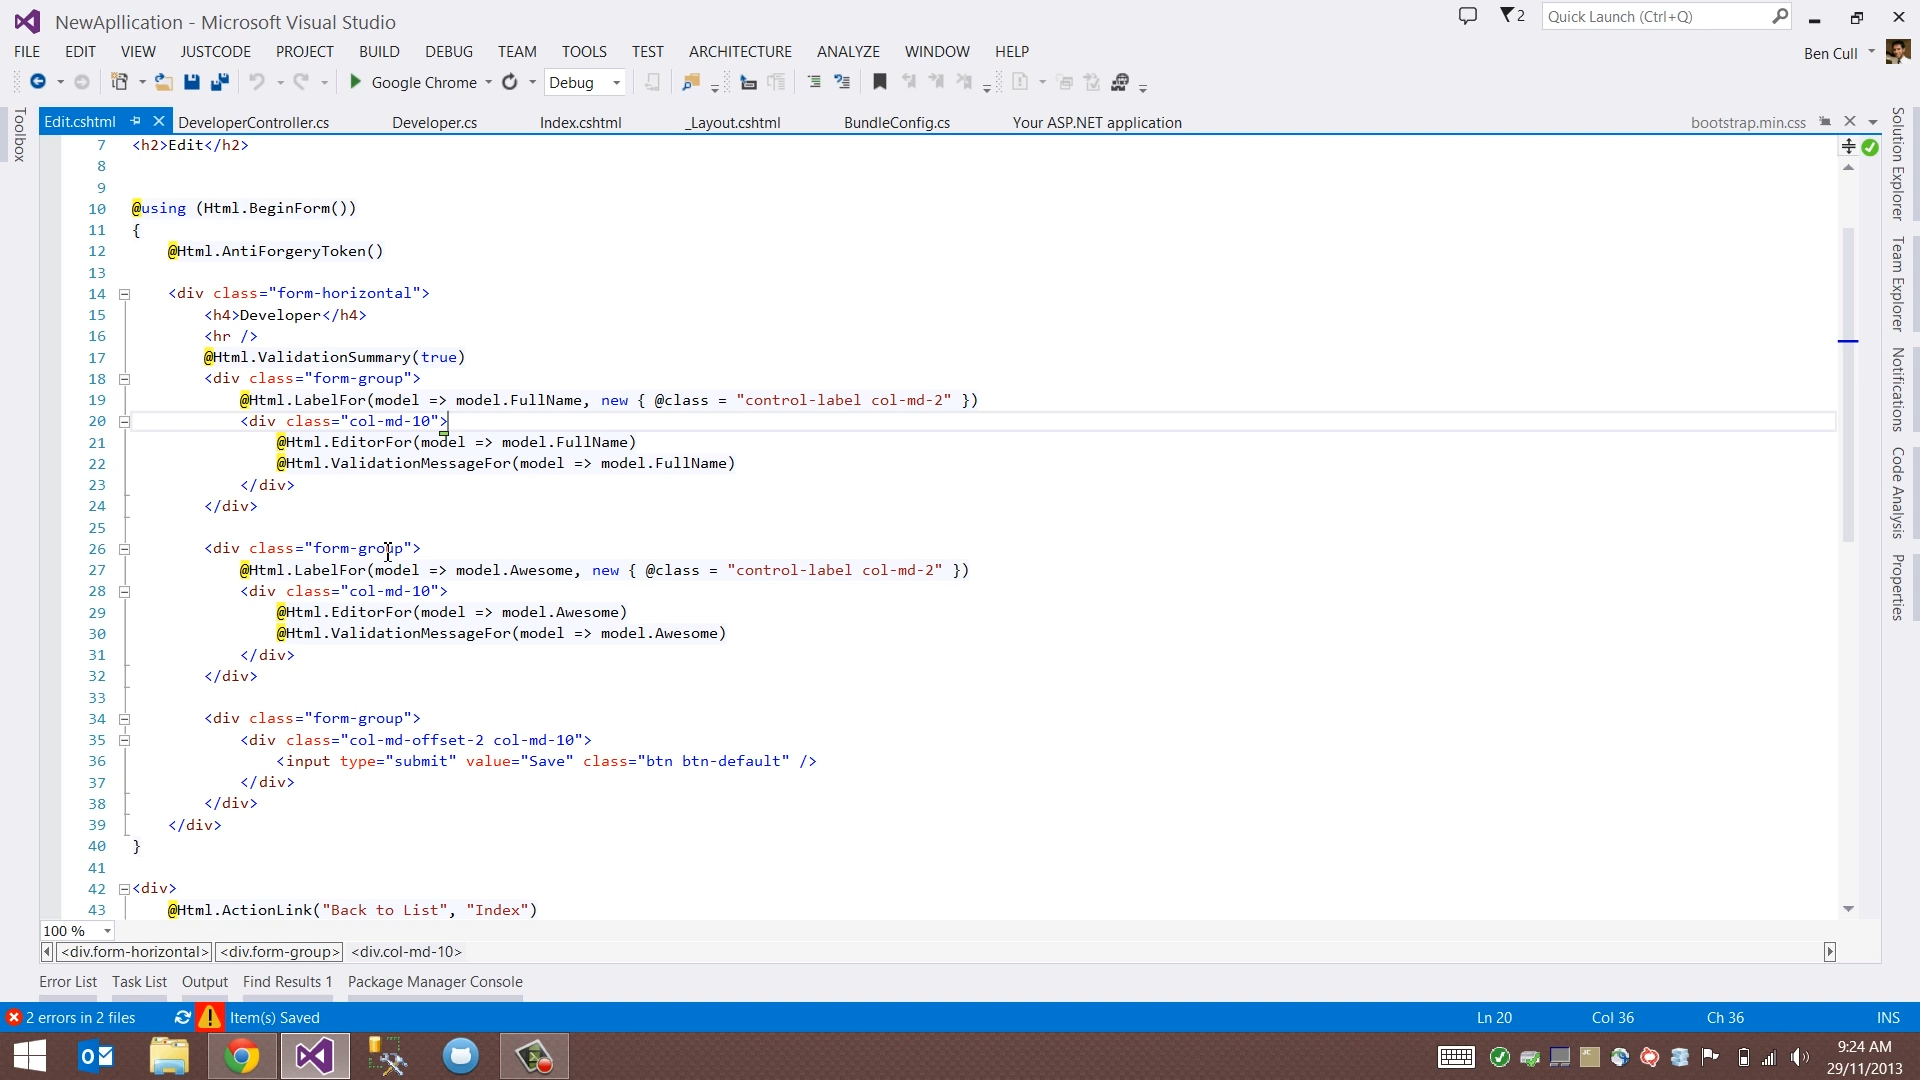 NewApllication - Microsoft Visual Studio
2
Quick Launch (Ctrl+Q)
FILE EDIT VIEW JUSTCODE PROJECT BUILD DEBUG TEAM TOOLS TEST ARCHITECTURE ANALYZE WINDOW HELP
Ben Cull
Google Chrome
Debug
Toolbox
Edit.cshtml DeveloperController.cs Developer.cs Index.cshtml _Layout.cshtml BundleConfig.cs Your ASP.NET application bootstrap.min.css
7 <h2>Edit</h2>
8
9
10 @using (Html.BeginForm())
11 {
12 @Html.AntiForgeryToken()
13
14 <div class="form-horizontal">
15 <h4>Developer</h4>
16 <hr />
17 @Html.ValidationSummary(true)
18 <div class="form-group">
19 @Html.LabelFor(model => model.FullName, new { @class = "control-label col-md-2" })
20 <div class="col-md-10">
21 @Html.EditorFor(model => model.FullName)
22 @Html.ValidationMessageFor(model => model.FullName)
23 </div>
24 </div>
25
26 <div class="form-group">
27 @Html.LabelFor(model => model.Awesome, new { @class = "control-label col-md-2" })
28 <div class="col-md-10">
29 @Html.EditorFor(model => model.Awesome)
30 @Html.ValidationMessageFor(model => model.Awesome)
31 </div>
32 </div>
33
34 <div class="form-group">
35 <div class="col-md-offset-2 col-md-10">
36 <input type="submit" value="Save" class="btn btn-default" />
37 </div>
38 </div>
39 </div>
40 }
41
42 <div>
43 @Html.ActionLink("Back to List", "Index")
Solution Explorer
Team Explorer
Notifications
Code Analysis
Properties
100 %
<div.form-horizontal> <div.form-group> <div.col-md-10>
Error List Task List Output Find Results 1 Package Manager Console
2 errors in 2 files Item(s) Saved Ln 20 Col 36 Ch 36 INS
JC
9:24 AM
29/11/2013